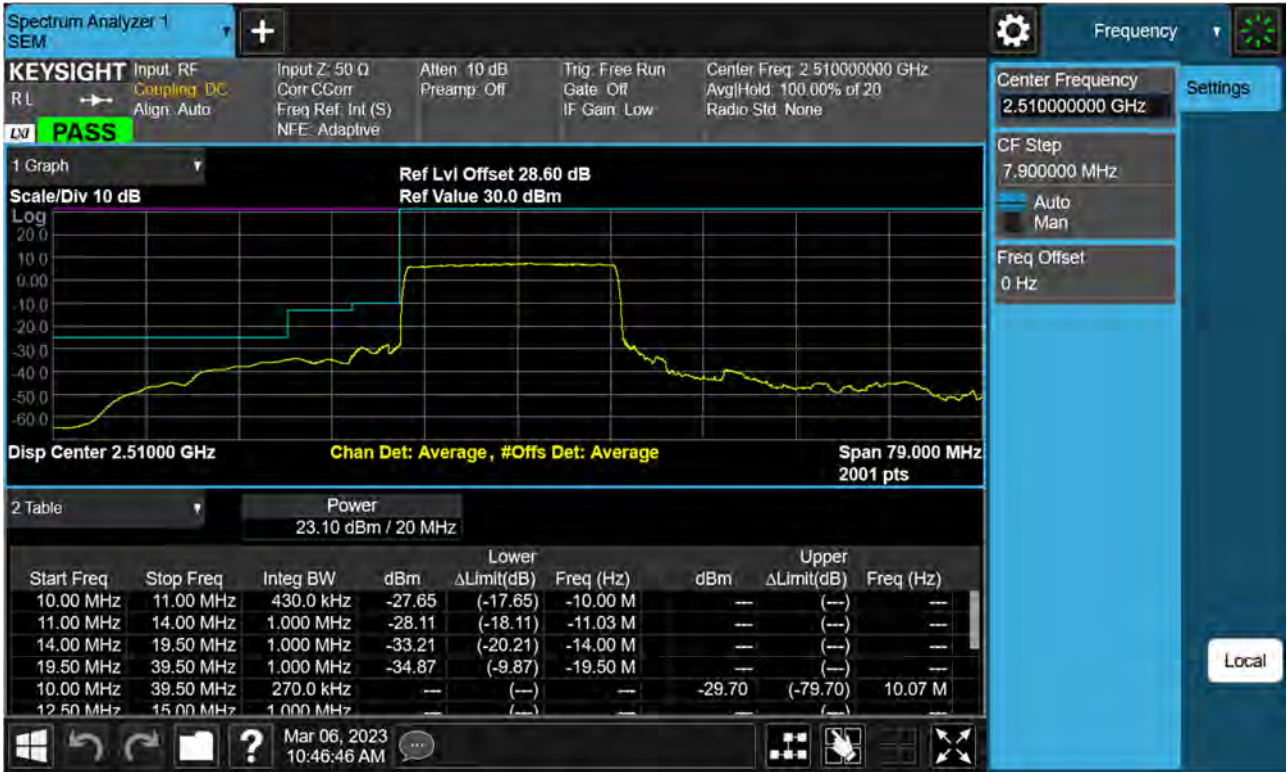 Spectrum Analyzer 1
SEM
+
Frequency
KEYSIGHT
R L
LXI PASS
Input: RF
Coupling: DC
Align: Auto
Input Z: 50 Ω
Corr CCorr
Freq Ref: Int (S)
NFE: Adaptive
Atten: 10 dB
Preamp: Off
Trig: Free Run
Gate: Off
IF Gain: Low
Center Freq: 2.510000000 GHz
Avg|Hold: 100.00% of 20
Radio Std: None
Center Frequency
2.510000000 GHz
Settings
CF Step
7.900000 MHz
Auto
Man
Freq Offset
0 Hz
1 Graph
Scale/Div 10 dB
Ref Lvl Offset 28.60 dB
Ref Value 30.0 dBm
Log
20.0
10.0
0.00
-10.0
-20.0
-30.0
-40.0
-50.0
-60.0
Disp Center 2.51000 GHz
Chan Det: Average, #Offs Det: Average
Span 79.000 MHz
2001 pts
2 Table
Power
23.10 dBm / 20 MHz
Lower Upper
Start Freq Stop Freq Integ BW dBm ΔLimit(dB) Freq (Hz) dBm ΔLimit(dB) Freq (Hz)
10.00 MHz 11.00 MHz 430.0 kHz -27.65 (-17.65) -10.00 M --- (---) ---
11.00 MHz 14.00 MHz 1.000 MHz -28.11 (-18.11) -11.03 M --- (---) ---
14.00 MHz 19.50 MHz 1.000 MHz -33.21 (-20.21) -14.00 M --- (---) ---
19.50 MHz 39.50 MHz 1.000 MHz -34.87 (-9.87) -19.50 M --- (---) ---
10.00 MHz 39.50 MHz 270.0 kHz --- (---) --- -29.70 (-79.70) 10.07 M
12.50 MHz 15.00 MHz 1.000 MHz --- (---) --- --- (---) ---
Local
?
Mar 06, 2023
10:46:46 AM